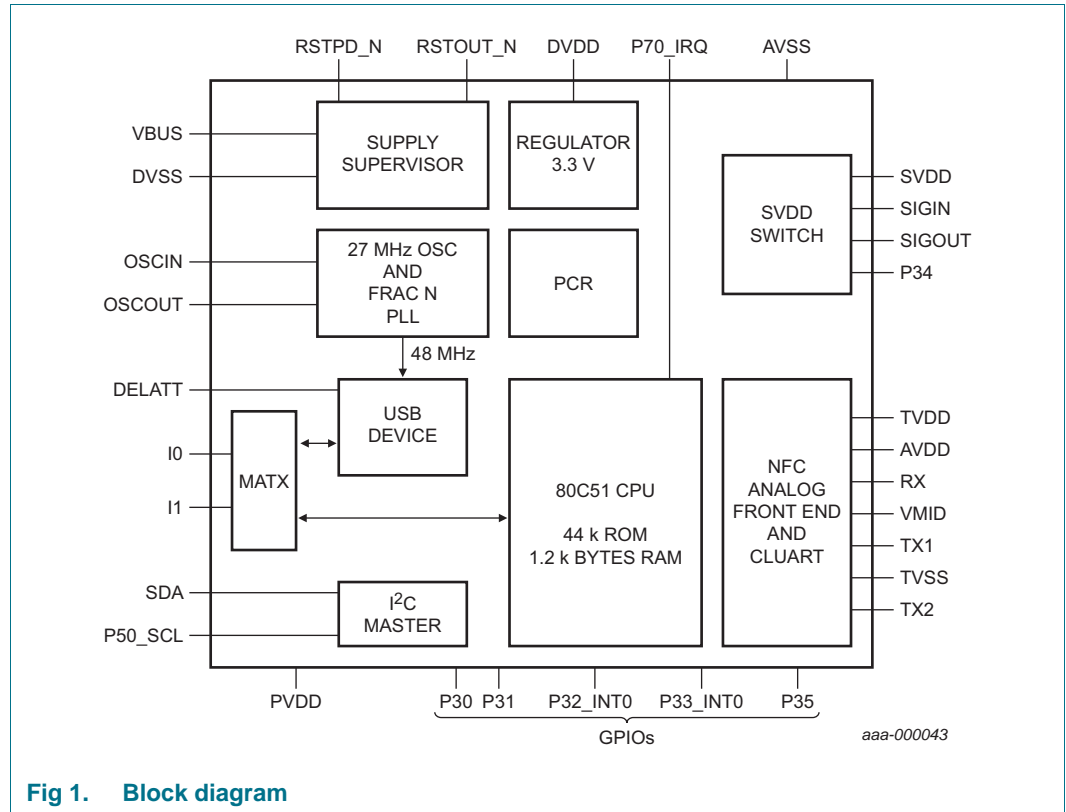 RSTPD_N RSTOUT_N DVDD P70_IRQ AVSS
VBUS
DVSS
SUPPLY
SUPERVISOR
REGULATOR
3.3 V
SVDD
SWITCH
SVDD
SIGIN
SIGOUT
P34
OSCIN
OSCOUT
27 MHz OSC
AND
FRAC N
PLL
PCR
48 MHz
DELATT
USB
DEVICE
I0
I1
MATX
80C51 CPU
44 k ROM
1.2 k BYTES RAM
NFC
ANALOG
FRONT END
AND
CLUART
TVDD
AVDD
RX
VMID
TX1
TVSS
TX2
SDA
P50_SCL
I2C
MASTER
PVDD P30 P31 P32_INT0 P33_INT0 P35
GPIOs
aaa-000043
Fig 1. Block diagram